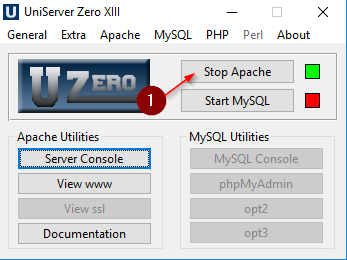 UniServer Zero XIII
General Extra Apache MySQL PHP Perl About
U ZERO
Stop Apache
1
Start MySQL
Apache Utilities
MySQL Utilities
Server Console
MySQL Console
View www
phpMyAdmin
View ssl
opt2
Documentation
opt3